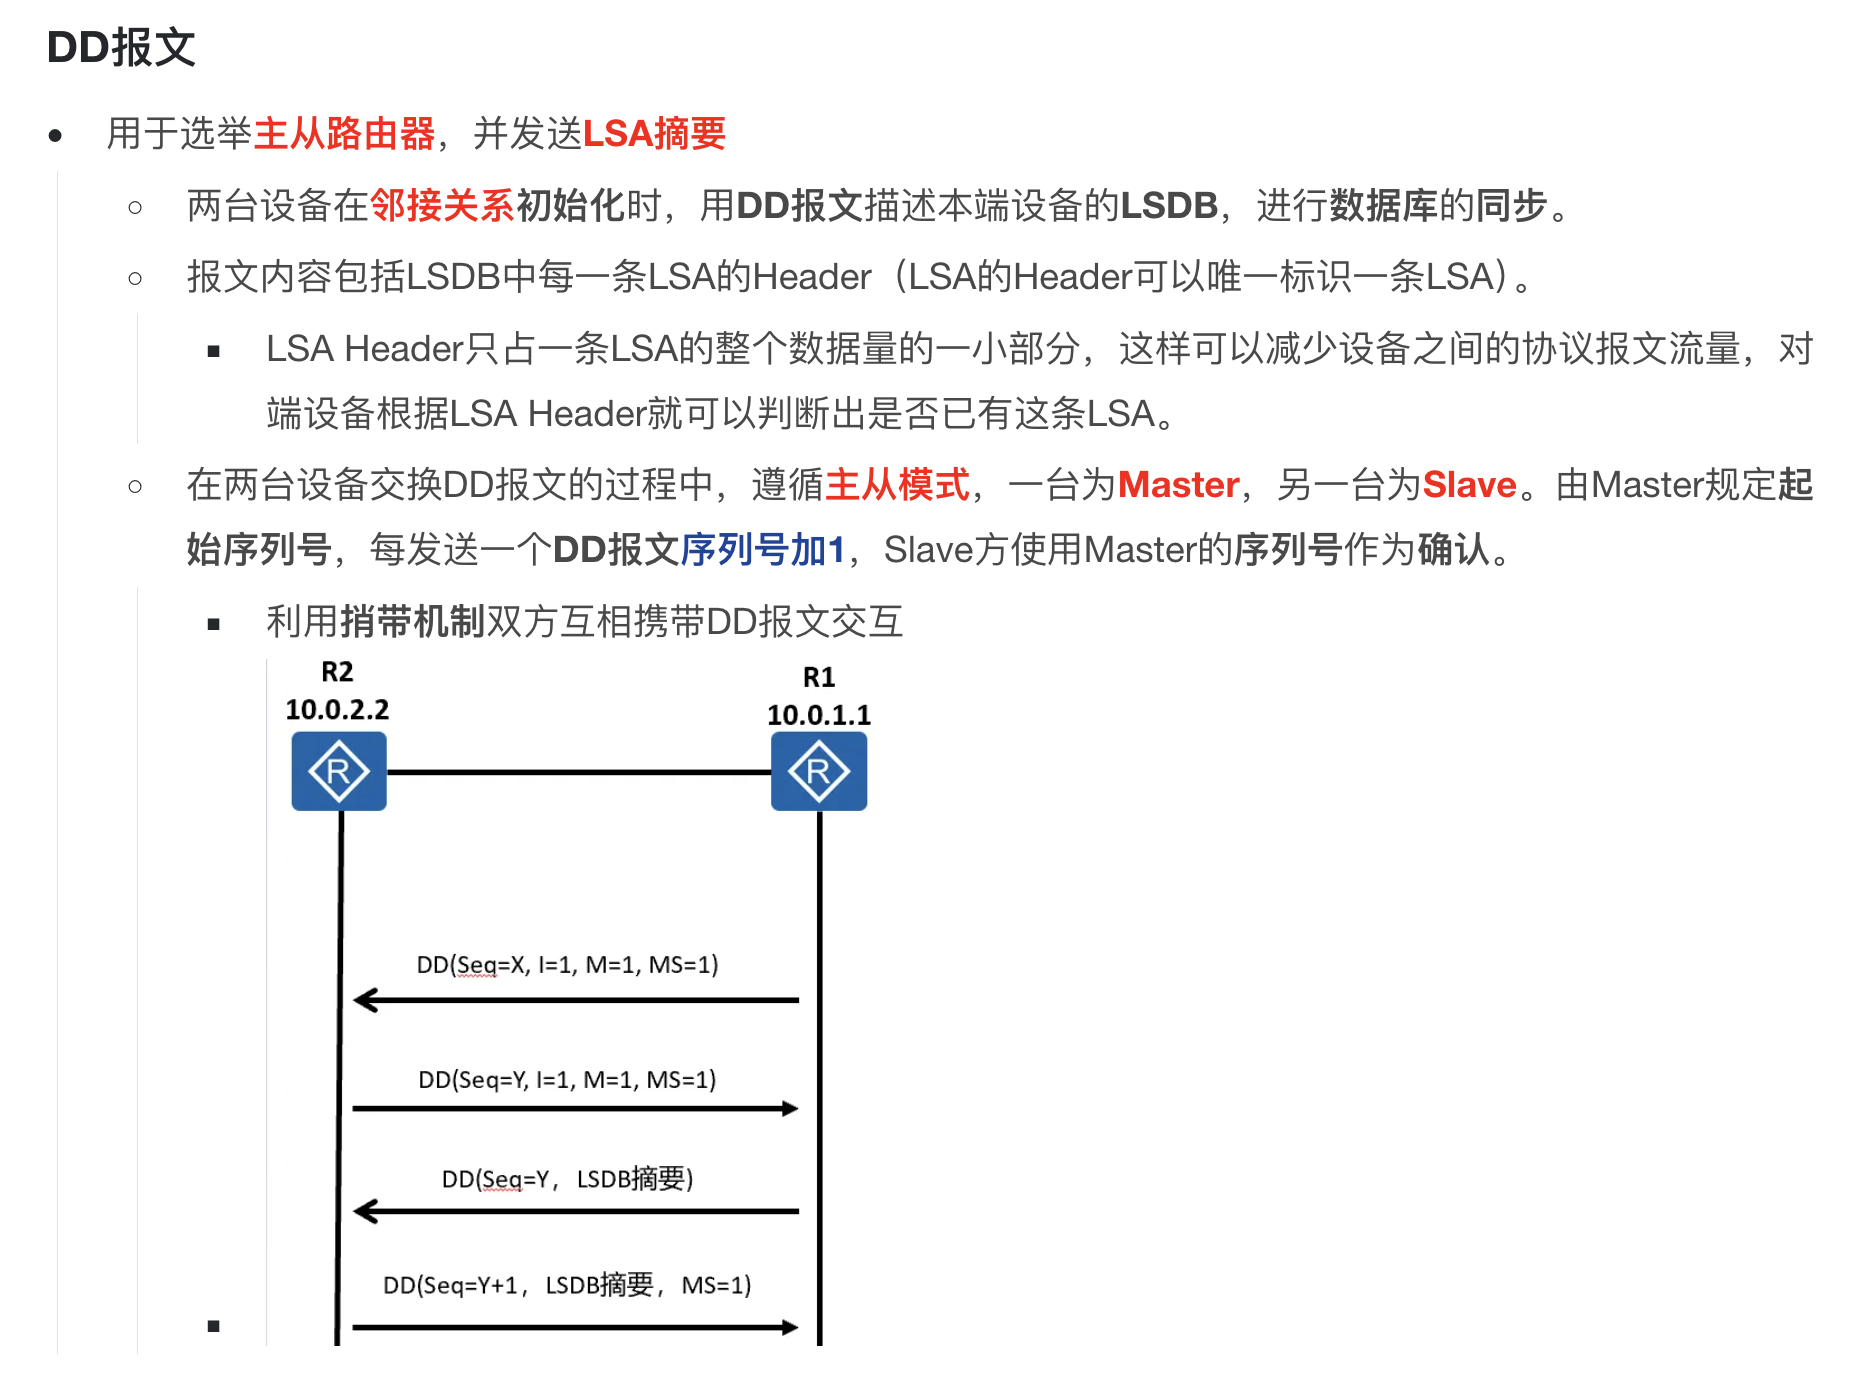 DD报文
用于选举主从路由器，并发送LSA摘要
两台设备在邻接关系初始化时，用DD报文描述本端设备的LSDB，进行数据库的同步。
报文内容包括LSDB中每一条LSA的Header（LSA的Header可以唯一标识一条LSA）。
LSA Header只占一条LSA的整个数据量的一小部分，这样可以减少设备之间的协议报文流量，对
端设备根据LSA Header就可以判断出是否已有这条LSA。
在两台设备交换DD报文的过程中，遵循主从模式，一台为Master，另一台为Slave。由Master规定起
始序列号，每发送一个DD报文序列号加1，Slave方使用Master的序列号作为确认。
利用捎带机制双方互相携带DD报文交互
R2
10.0.2.2
R1
10.0.1.1
R
R
DD(Seq=X, I=1, M=1, MS=1)
DD(Seq=Y, I=1, M=1, MS=1)
DD(Seq=Y，LSDB摘要)
DD(Seq=Y+1，LSDB摘要，MS=1)